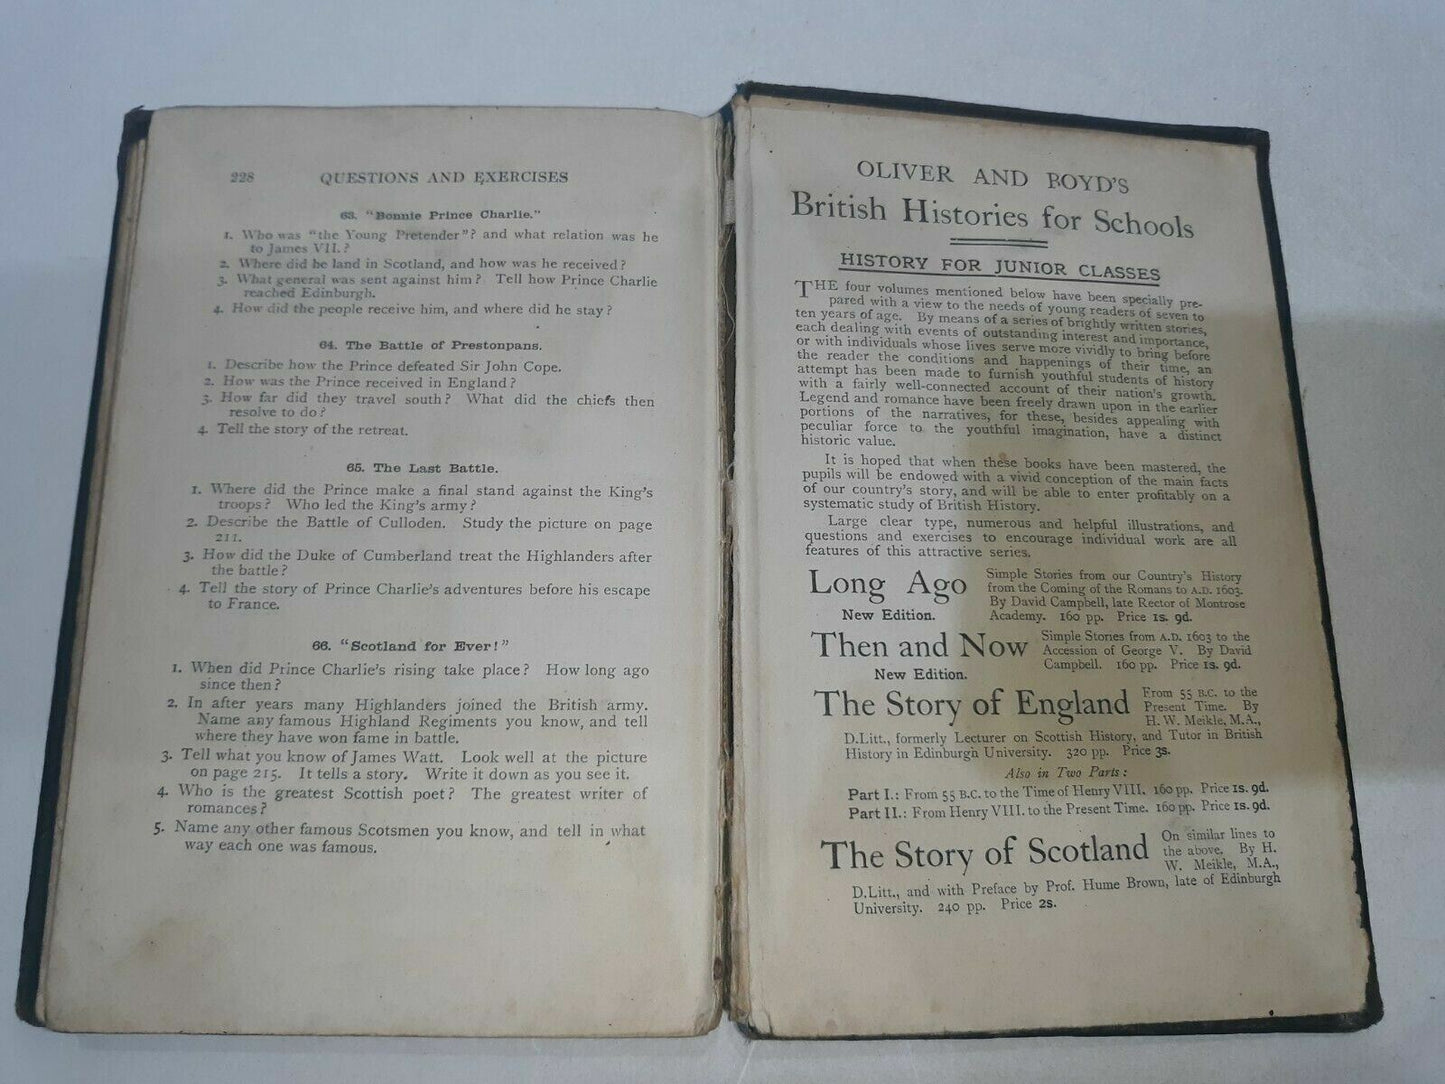 228 QUESTIONS AND EXERCISES
63. "Bonnie Prince Charlie."
1. Who was "the Young Pretender"? and what relation was he
to James VII.?
2. Where did he land in Scotland, and how was he received?
3. What general was sent against him? Tell how Prince Charlie
reached Edinburgh.
4. How did the people receive him, and where did he stay?
64. The Battle of Prestonpans.
1. Describe how the Prince defeated Sir John Cope.
2. How was the Prince received in England?
3. How far did they travel south? What did the chiefs then
resolve to do?
4. Tell the story of the retreat.
65. The Last Battle.
1. Where did the Prince make a final stand against the King's
troops? Who led the King's army?
2. Describe the Battle of Culloden. Study the picture on page
211.
3. How did the Duke of Cumberland treat the Highlanders after
the battle?
4. Tell the story of Prince Charlie's adventures before his escape
to France.
66. "Scotland for Ever!"
1. When did Prince Charlie's rising take place? How long ago
since then?
2. In after years many Highlanders joined the British army.
Name any famous Highland Regiments you know, and tell
where they have won fame in battle.
3. Tell what you know of James Watt. Look well at the picture
on page 215. It tells a story. Write it down as you see it.
4. Who is the greatest Scottish poet? The greatest writer of
romances?
5. Name any other famous Scotsmen you know, and tell in what
way each one was famous.
OLIVER AND BOYD'S
British Histories for Schools
HISTORY FOR JUNIOR CLASSES
THE four volumes mentioned below have been specially pre-
pared with a view to the needs of young readers of seven to
ten years of age. By means of a series of brightly written stories,
each dealing with events of outstanding interest and importance,
or with individuals whose lives serve more vividly to bring before
the reader the conditions and happenings of their time, an
attempt has been made to furnish youthful students of history
with a fairly well-connected account of their nation's growth.
Legend and romance have been freely drawn upon in the earlier
portions of the narratives, for these, besides appealing with
peculiar force to the youthful imagination, have a distinct
historic value.
It is hoped that when these books have been mastered, the
pupils will be endowed with a vivid conception of the main facts
of our country's story, and will be able to enter profitably on a
systematic study of British History.
Large clear type, numerous and helpful illustrations, and
questions and exercises to encourage individual work are all
features of this attractive series.
Long Ago Simple Stories from our Country's History
from the Coming of the Romans to A.D. 1603.
By David Campbell, late Rector of Montrose
New Edition. Academy. 160 pp. Price 1s. 9d.
Then and Now Simple Stories from A.D. 1603 to the
Accession of George V. By David
New Edition. Campbell. 160 pp. Price 1s. 9d.
The Story of England From 55 B.C. to the
Present Time. By
H. W. Meikle, M.A.,
D.Litt., formerly Lecturer on Scottish History, and Tutor in British
History in Edinburgh University. 320 pp. Price 3s.
Also in Two Parts:
Part I.: From 55 B.C. to the Time of Henry VIII. 160 pp. Price 1s. 9d.
Part II.: From Henry VIII. to the Present Time. 160 pp. Price 1s. 9d.
The Story of Scotland On similar lines to
the above. By H.
W. Meikle, M.A.,
D.Litt., and with Preface by Prof. Hume Brown, late of Edinburgh
University. 240 pp. Price 2s.